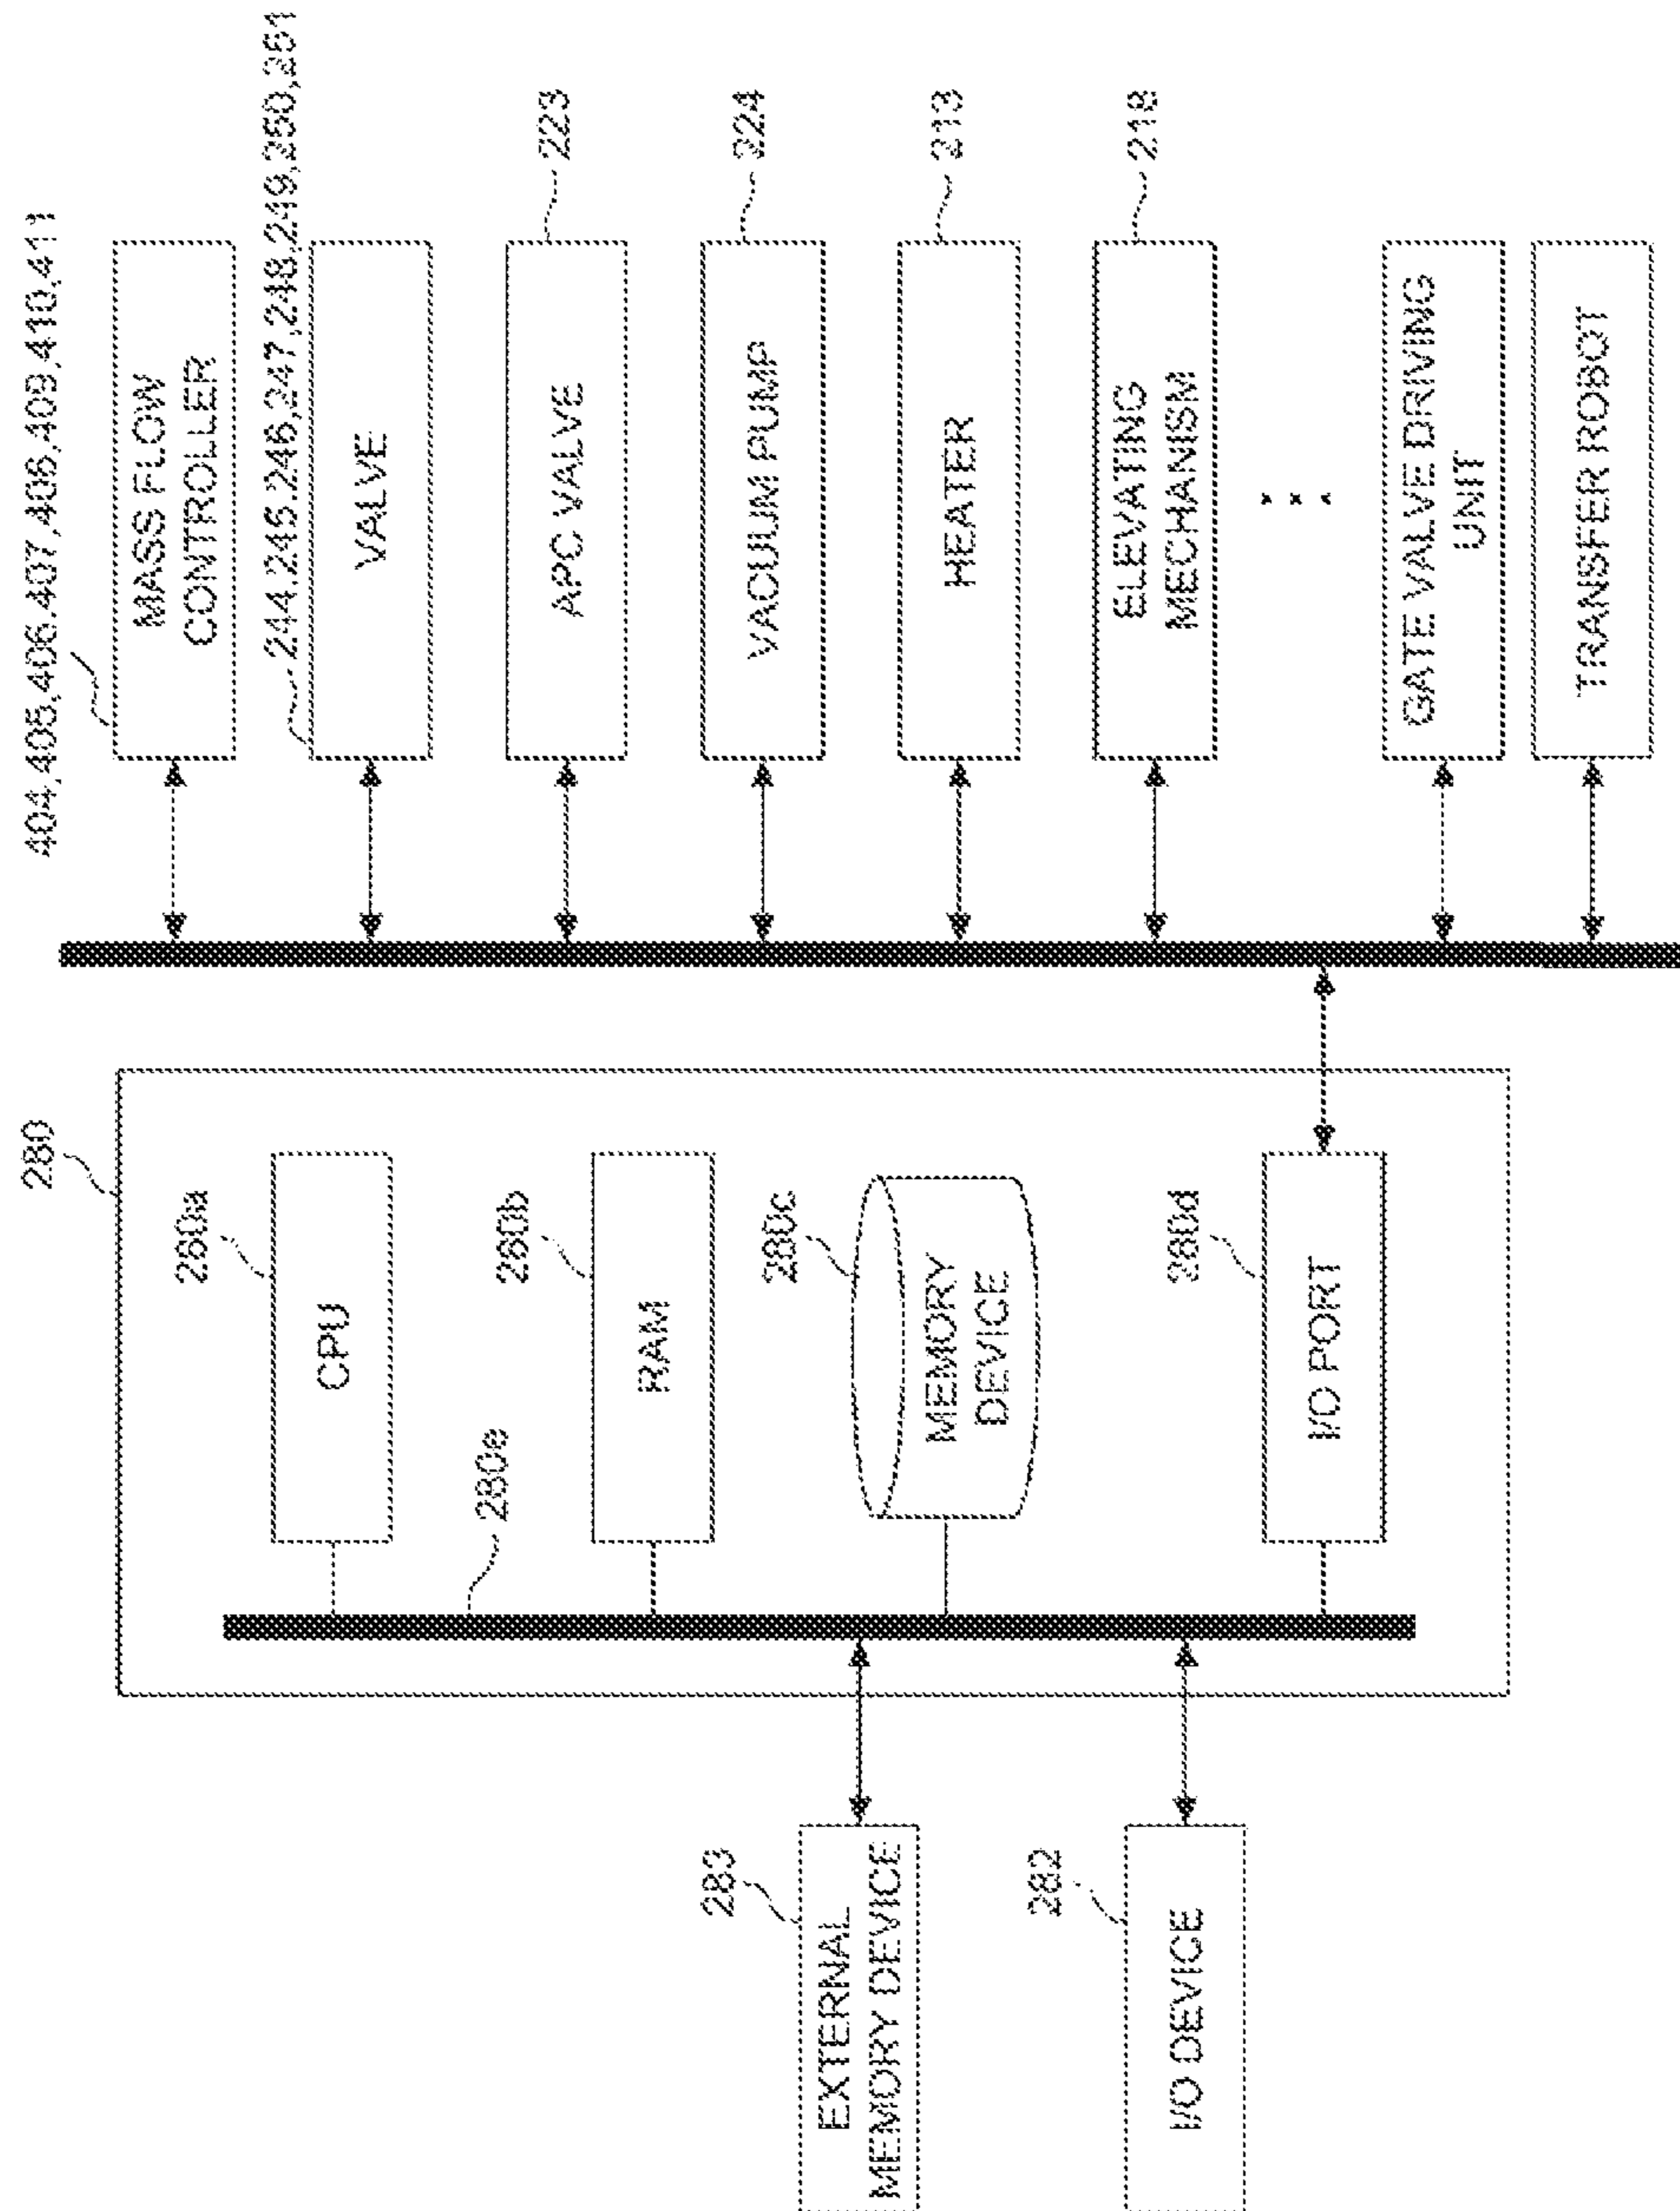 404,405,406,407,408,409,410,411
MASS FLOW
CONTROLLER
244,245,246,247,248,249,250,251
VALVE
223
APC VALVE
224
VACUUM PUMP
213
HEATER
218
ELEVATING
MECHANISM
GATE VALVE DRIVING
UNIT
TRANSFER ROBOT
280
280a
CPU
280b
RAM
280c
MEMORY
DEVICE
280d
I/O PORT
280e
283
EXTERNAL
MEMORY DEVICE
282
I/O DEVICE